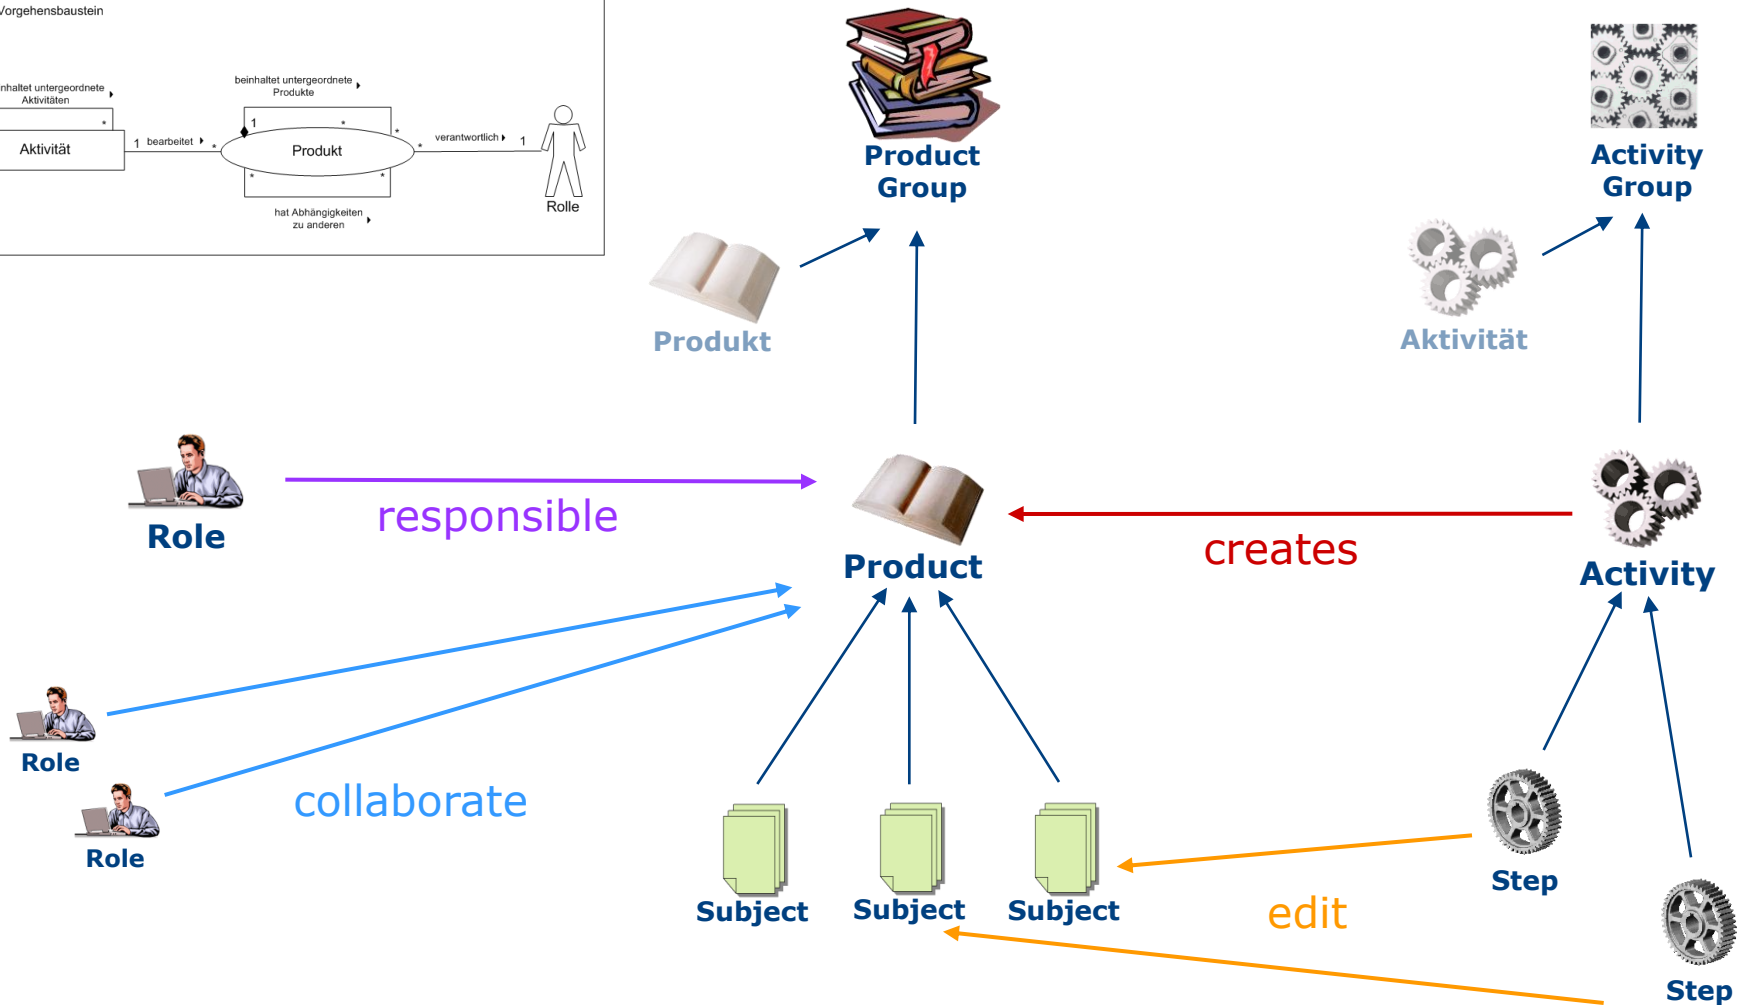 Vorgehensbaustein
untergeordnete
Aktivitäten
*
Aktivität
1 bearbeitet *
beinhaltet untergeordnete
Produkte
1 * *
Produkt
* *
hat Abhängigkeiten
zu anderen
* verantwortlich 1
Rolle
Product
Group
Activity
Group
Produkt
Aktivität
Role
responsible
Product
creates
Activity
Role
Role
collaborate
Subject
Subject
Subject
edit
Step
Step